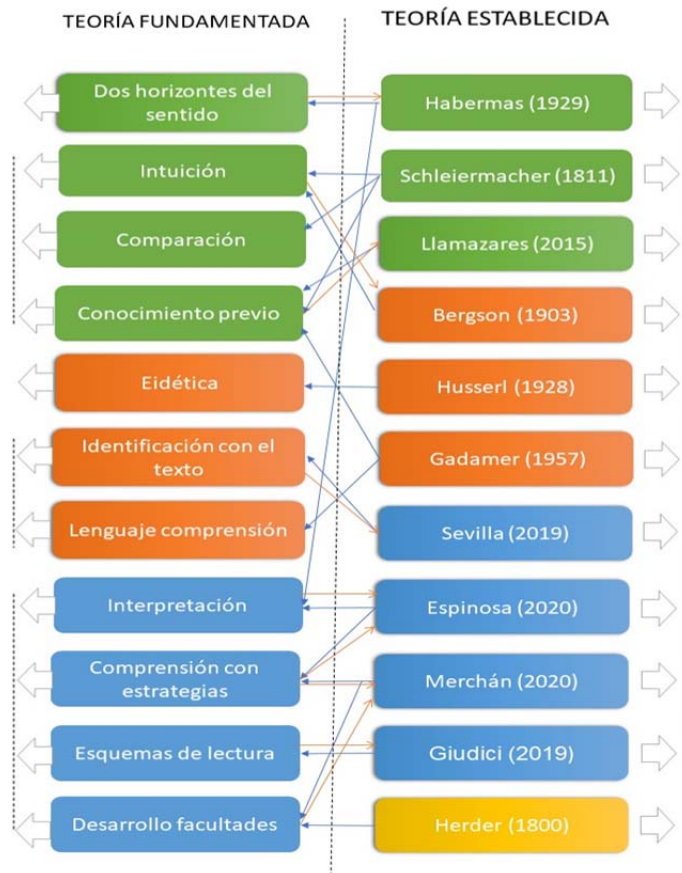 TEORÍA FUNDAMENTADA
TEORÍA ESTABLECIDA
Dos horizontes del
sentido
Habermas (1929)
Intuición
Schleiermacher (1811)
Comparación
Llamazares (2015)
Conocimiento previo
Bergson (1903)
Eidética
Husserl (1928)
Identificación con el
texto
Gadamer (1957)
Lenguaje comprensión
Sevilla (2019)
Interpretación
Espinosa (2020)
Comprensión con
estrategias
Merchán (2020)
Esquemas de lectura
Giudici (2019)
Desarrollo facultades
Herder (1800)